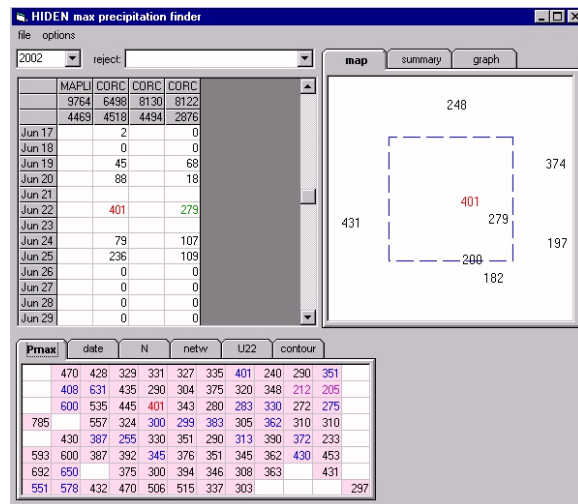 HIDEN max precipitation finder
file options
2002 reject:
MAPLI CORC CORC CORC
9764 6498 8130 8122
4469 4518 4494 2876
Jun 17 2 0
Jun 18 0 0
Jun 19 45 68
Jun 20 88 18
Jun 21
Jun 22 401 279
Jun 23
Jun 24 79 107
Jun 25 236 109
Jun 26 0 0
Jun 27 0 0
Jun 28 0 0
Jun 29 0 0
map summary graph
248
374
401
279
431
197
200
182
Pmax date N netw U22 contour
470 428 329 331 327 335 401 240 290 351
408 631 435 290 304 375 320 348 212 205
600 535 445 401 343 280 283 330 272 275
785 557 324 300 299 383 305 362 310 310
430 387 255 330 351 290 313 390 372 233
593 600 387 392 345 376 351 345 362 430 453
692 650 375 300 394 346 308 363 431
551 578 432 470 506 515 337 303 297